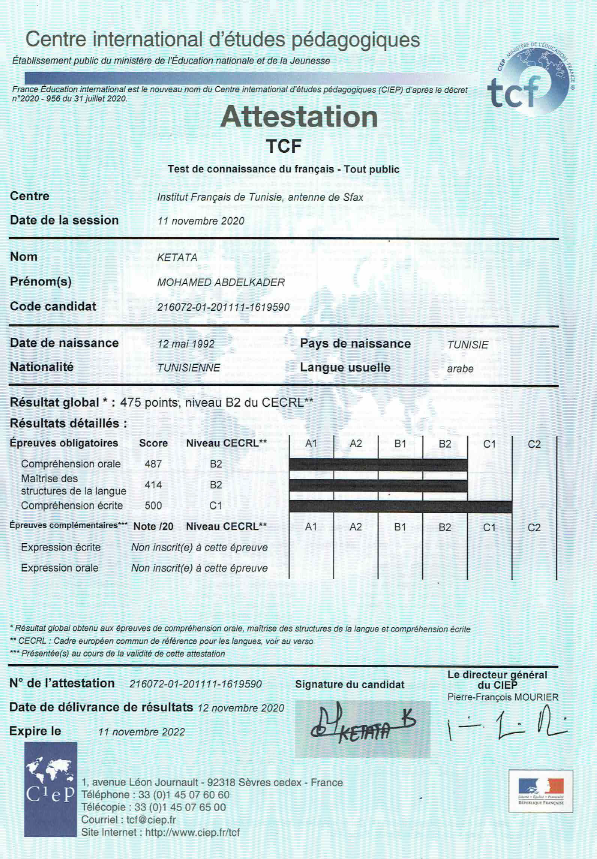 Centre international d'études pédagogiques
Établissement public du ministère de l'Éducation nationale et de la Jeunesse
France Éducation international est le nouveau nom du Centre international d'études pédagogiques (CIEP) d'après le décret
n°2020 - 956 du 31 juillet 2020.
CIEP MINISTÈRE DE L'ÉDUCATION
tcf
Attestation
TCF
Test de connaissance du français - Tout public
Centre Institut Français de Tunisie, antenne de Sfax
Date de la session 11 novembre 2020
Nom KETATA
Prénom(s) MOHAMED ABDELKADER
Code candidat 216072-01-201111-1619590
Date de naissance 12 mai 1992 Pays de naissance TUNISIE
Nationalité TUNISIENNE Langue usuelle arabe
Résultat global * : 475 points, niveau B2 du CECRL**
Résultats détaillés :
Épreuves obligatoires Score Niveau CECRL** A1 A2 B1 B2 C1 C2
Compréhension orale 487 B2
Maîtrise des
structures de la langue 414 B2
Compréhension écrite 500 C1
Épreuves complémentaires*** Note /20 Niveau CECRL** A1 A2 B1 B2 C1 C2
Expression écrite Non inscrit(e) à cette épreuve
Expression orale Non inscrit(e) à cette épreuve
* Résultat global obtenu aux épreuves de compréhension orale, maîtrise des structures de la langue et compréhension écrite
** CECRL : Cadre européen commun de référence pour les langues, voir au verso
*** Présentée(s) au cours de la validité de cette attestation
N° de l'attestation 216072-01-201111-1619590 Signature du candidat
Le directeur général
du CIEP
Pierre-François MOURIER
Date de délivrance de résultats 12 novembre 2020
KETATA
Expire le 11 novembre 2022
CIEP
1, avenue Léon Journault - 92318 Sèvres cedex - France
Téléphone : 33 (0)1 45 07 60 60
Télécopie : 33 (0)1 45 07 65 00
Courriel : tcf@ciep.fr
Site Internet : http://www.ciep.fr/tcf
Liberté • Égalité • Fraternité
RÉPUBLIQUE FRANÇAISE